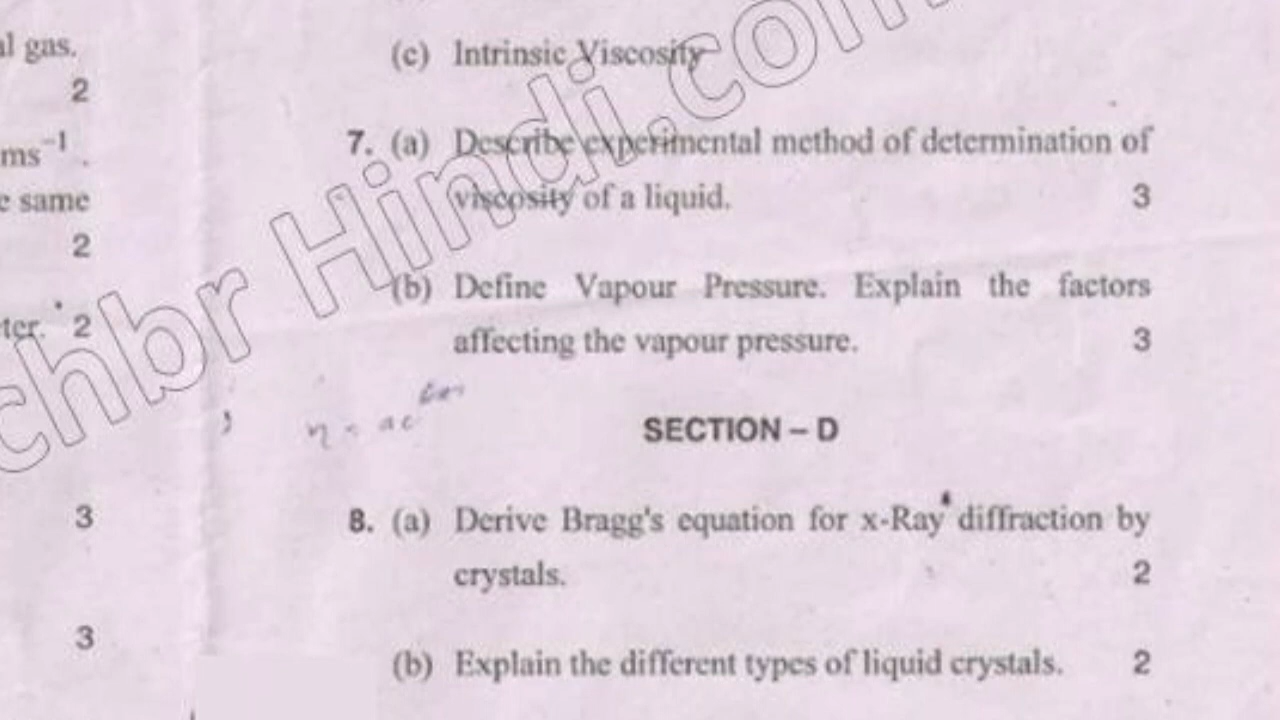 al gas.
2
ms⁻¹.
e same
2
ter. 2
3
3
(c) Intrinsic Viscosity
7. (a) Describe experimental method of determination of
viscosity of a liquid. 3
(b) Define Vapour Pressure. Explain the factors
affecting the vapour pressure. 3
η =
SECTION – D
8. (a) Derive Bragg's equation for x-Ray diffraction by
crystals. 2
(b) Explain the different types of liquid crystals. 2
chbr Hindi.com